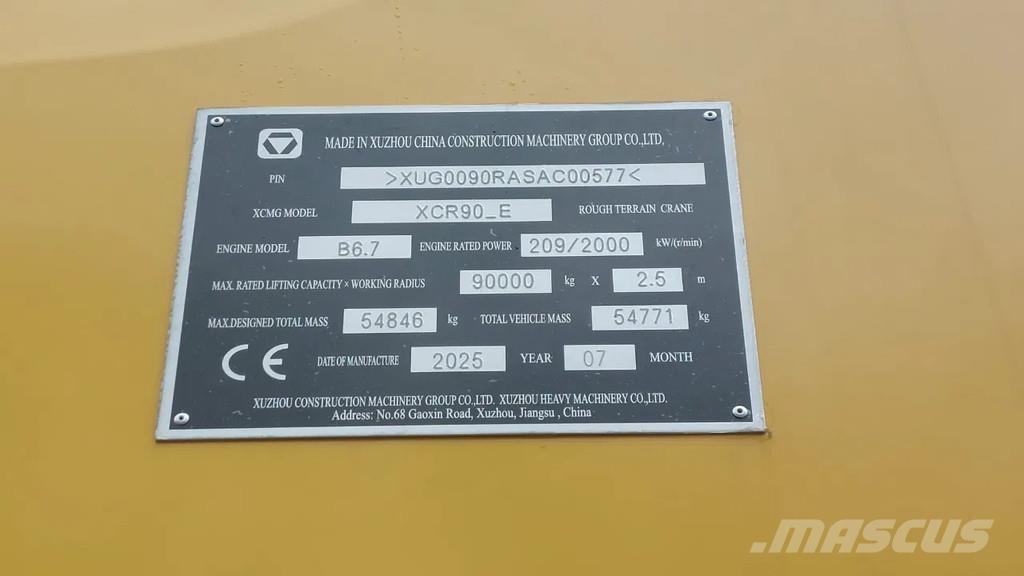 MADE IN XUZHOU CHINA CONSTRUCTION MACHINERY GROUP CO.,LTD,
PIN >XUG0090RASAC00577<
XCMG MODEL XCR90_E ROUGH TERRAIN CRANE
ENGINE MODEL B6.7 ENGINE RATED POWER 209/2000 kW/(r/min)
MAX. RATED LIFTING CAPACITY × WORKING RADIUS 90000 kg X 2.5 m
MAX.DESIGNED TOTAL MASS 54846 kg TOTAL VEHICLE MASS 54771 kg
CE DATE OF MANUFACTURE 2025 YEAR 07 MONTH
XUZHOU CONSTRUCTION MACHINERY GROUP CO.,LTD. XUZHOU HEAVY MACHINERY CO.,LTD.
Address: No.68 Gaoxin Road, Xuzhou, Jiangsu , China
.MASCUS